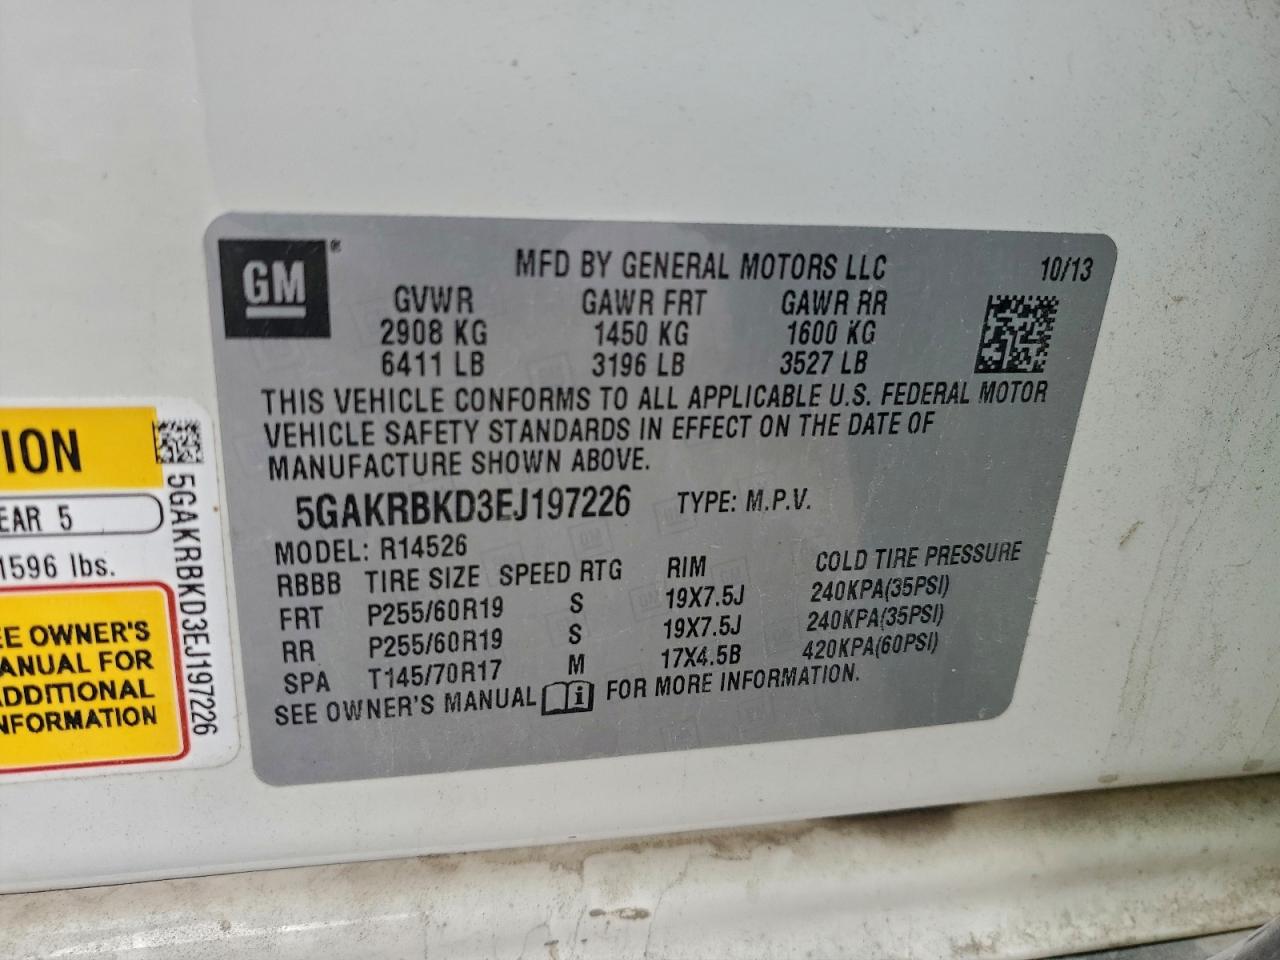 GM®
MFD BY GENERAL MOTORS LLC 10/13
GVWR GAWR FRT GAWR RR
2908 KG 1450 KG 1600 KG
6411 LB 3196 LB 3527 LB
THIS VEHICLE CONFORMS TO ALL APPLICABLE U.S. FEDERAL MOTOR
VEHICLE SAFETY STANDARDS IN EFFECT ON THE DATE OF
MANUFACTURE SHOWN ABOVE.
5GAKRBKD3EJ197226 TYPE: M.P.V.
MODEL: R14526
RBBB TIRE SIZE SPEED RTG RIM COLD TIRE PRESSURE
FRT P255/60R19 S 19X7.5J 240KPA(35PSI)
RR P255/60R19 S 19X7.5J 240KPA(35PSI)
SPA T145/70R17 M 17X4.5B 420KPA(60PSI)
SEE OWNER'S MANUAL i FOR MORE INFORMATION.
ION
EAR 5
1596 lbs.
EE OWNER'S
ANUAL FOR
ADDITIONAL
NFORMATION
5GAKRBKD3EJ197226